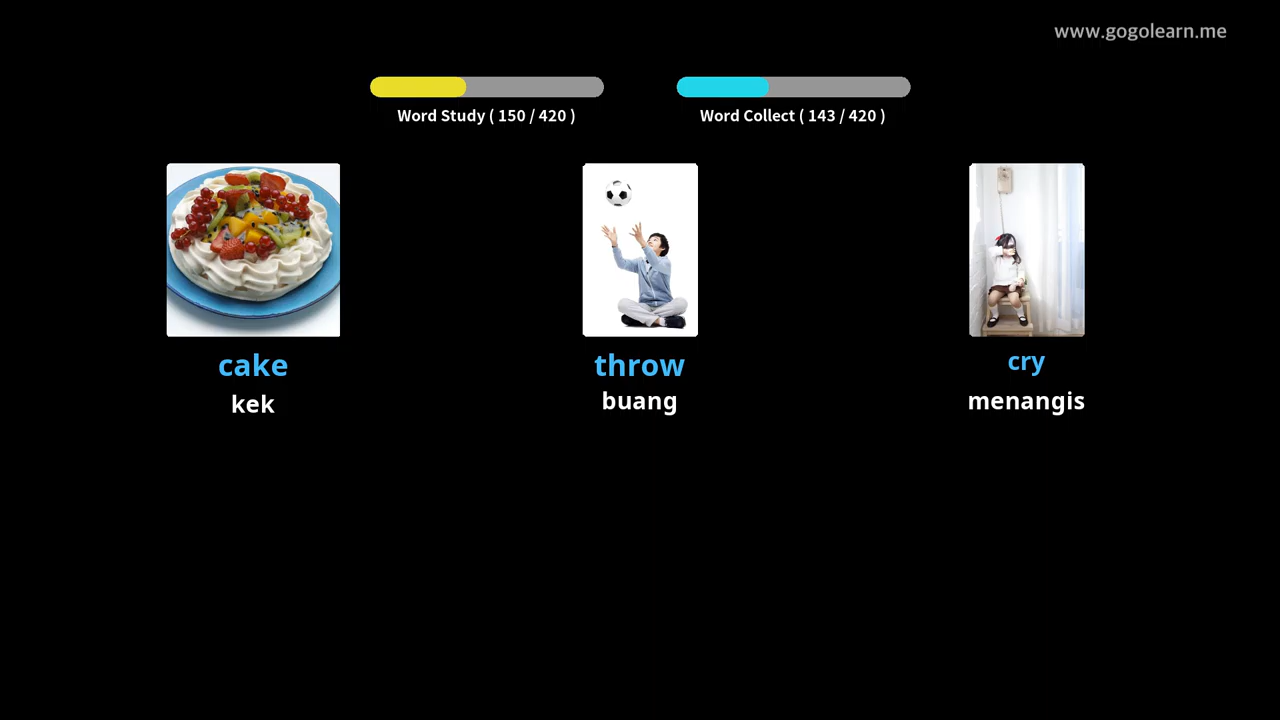 www.gogolearn.me
Word Study ( 150 / 420 )
Word Collect ( 143 / 420 )
cake
kek
throw
buang
cry
menangis